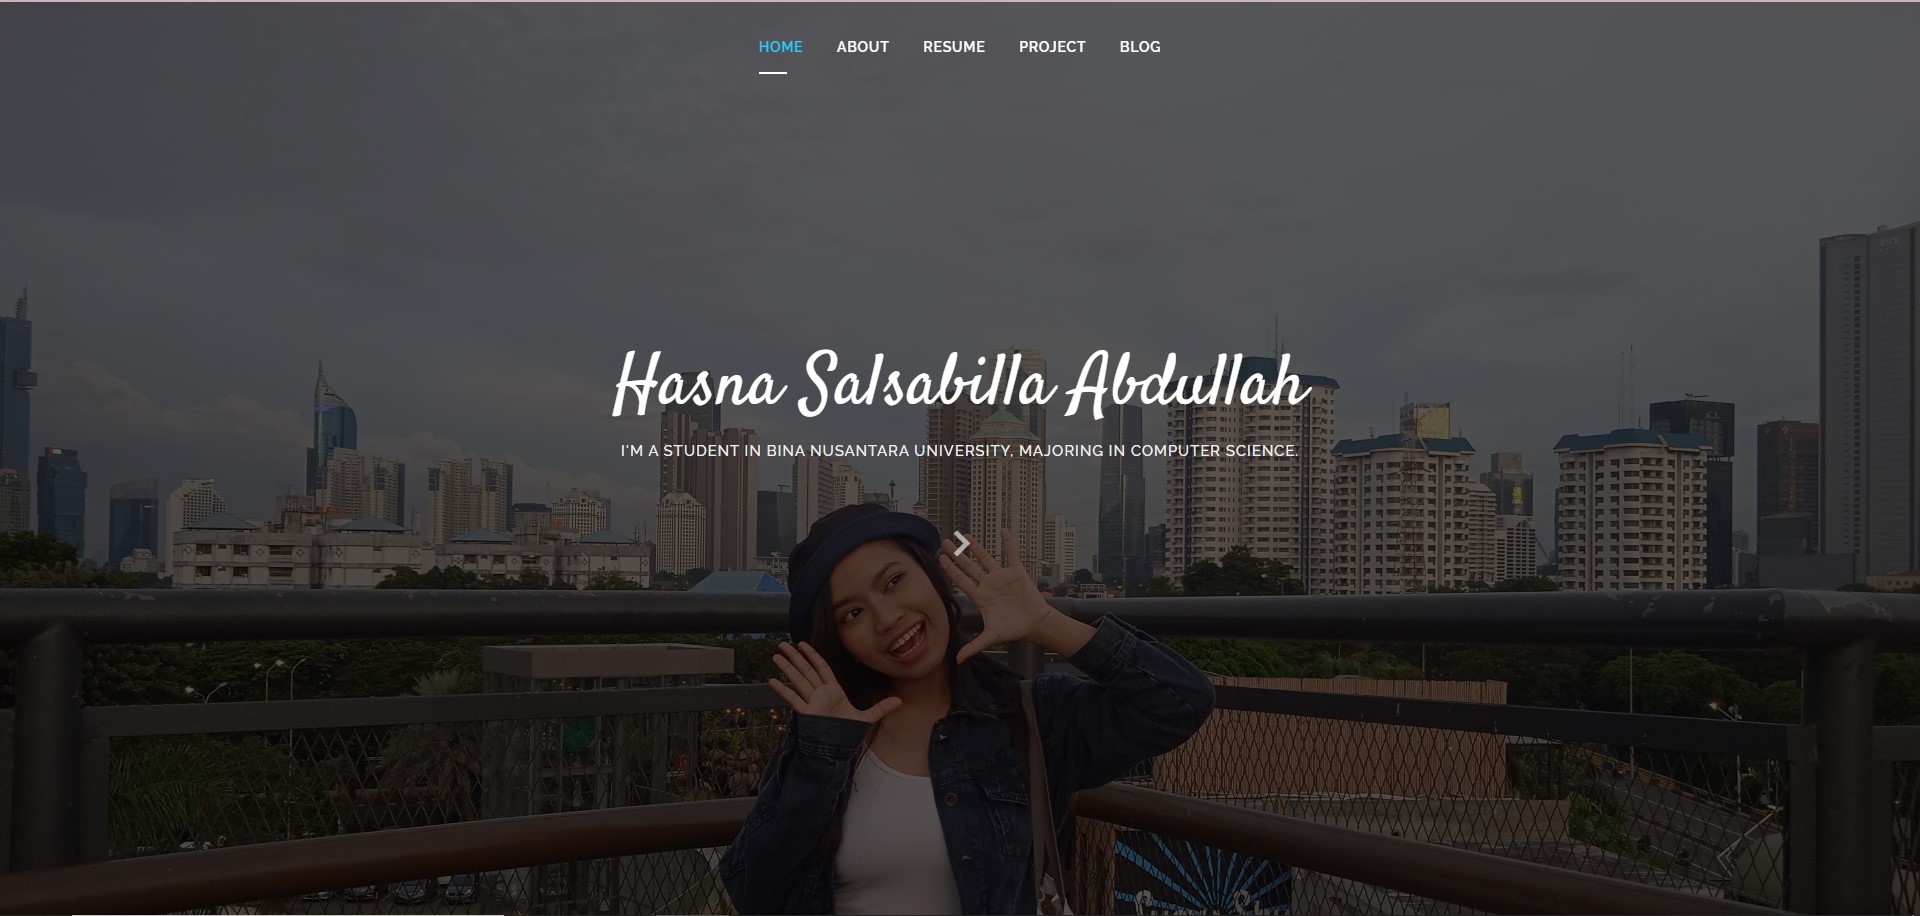 HOME ABOUT RESUME PROJECT BLOG
Hasna Salsabilla Abdullah
I'M A STUDENT IN BINA NUSANTARA UNIVERSITY, MAJORING IN COMPUTER SCIENCE.